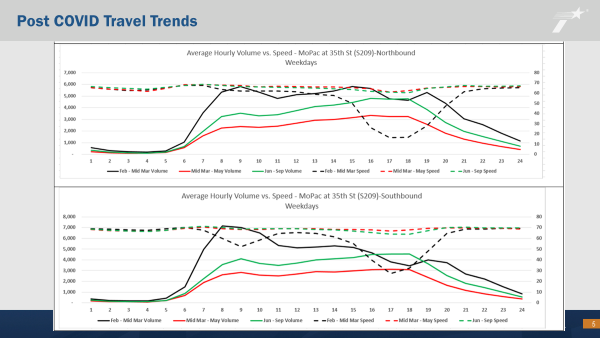 Post COVID Travel Trends
Average Hourly Volume vs. Speed - MoPac at 35th St (S209)-Northbound
Weekdays
7,000 80
6,000 70
5,000 60
50
4,000
40
3,000
30
2,000
20
1,000 10
- 0
1 2 3 4 5 6 7 8 9 10 11 12 13 14 15 16 17 18 19 20 21 22 23 24
Feb - Mid Mar Volume Mid Mar - May Volume Jun - Sep Volume Feb - Mid Mar Speed Mid Mar - May Speed Jun - Sep Speed
Average Hourly Volume vs. Speed - MoPac at 35th St (S209)-Southbound
Weekdays
8,000 80
7,000 70
6,000 60
5,000 50
4,000 40
3,000 30
2,000 20
1,000 10
- 0
1 2 3 4 5 6 7 8 9 10 11 12 13 14 15 16 17 18 19 20 21 22 23 24
Feb - Mid Mar Volume Mid Mar - May Volume Jun - Sep Volume Feb - Mid Mar Speed Mid Mar - May Speed Jun - Sep Speed
5